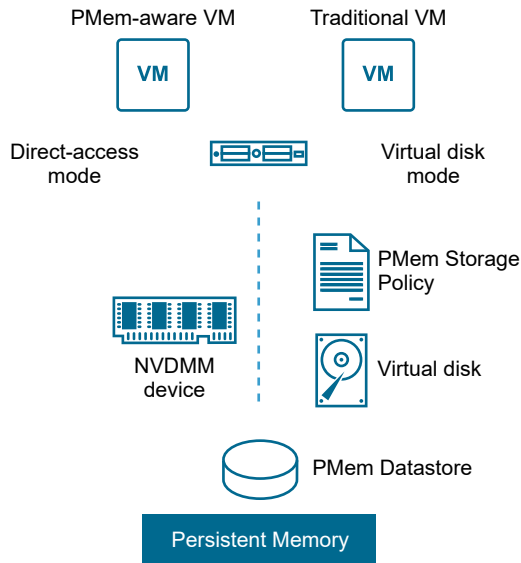 PMem-aware VM
Traditional VM
VM
VM
Direct-access
mode
Virtual disk
mode
PMem Storage
Policy
NVDMM
device
Virtual disk
PMem Datastore
Persistent Memory